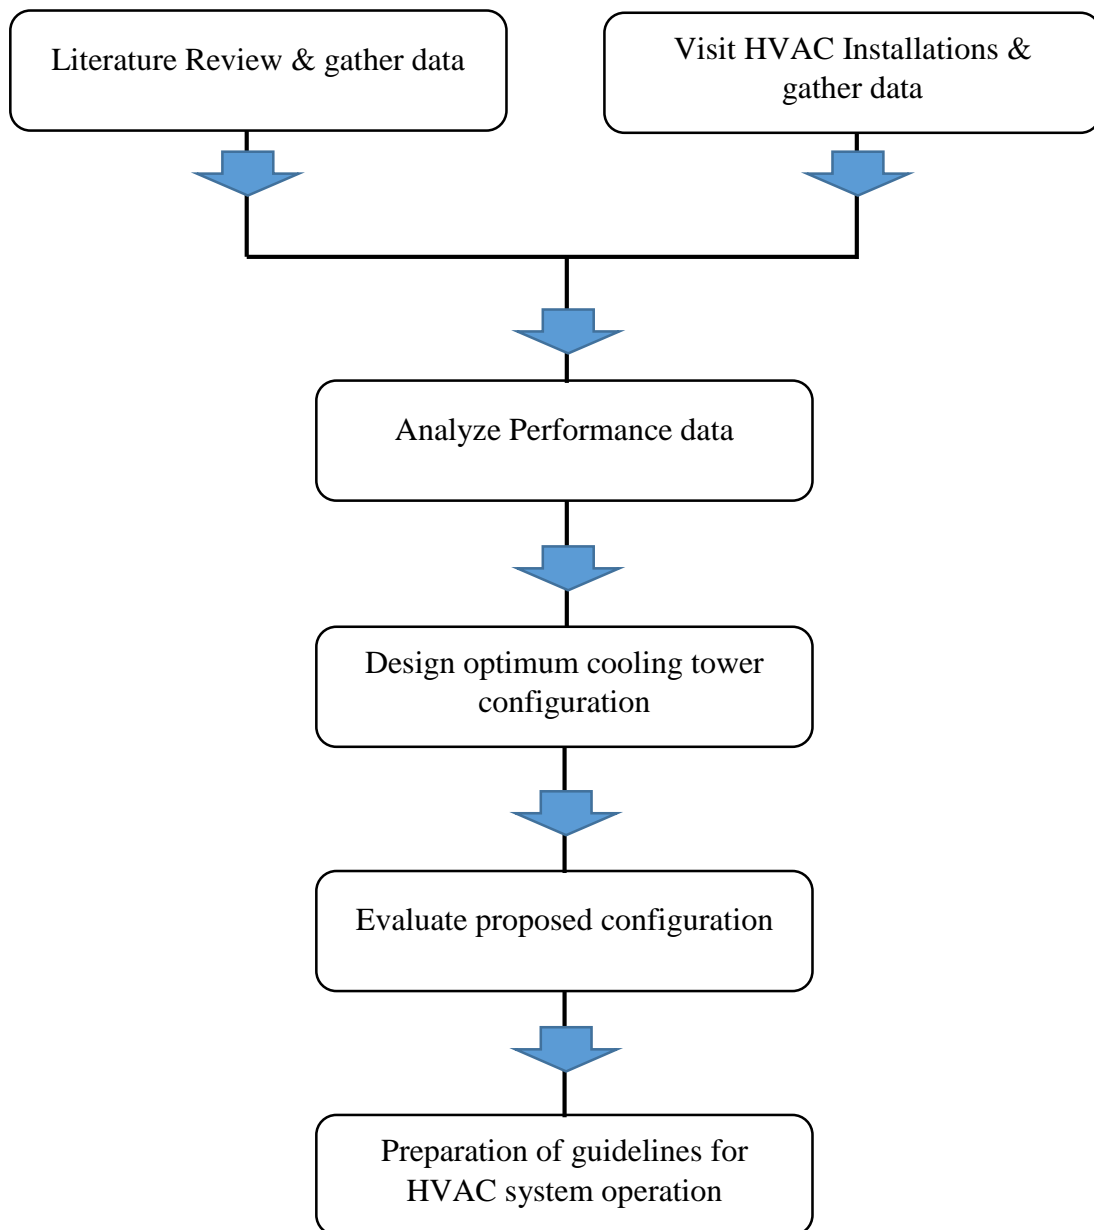 Literature Review & gather data
Visit HVAC Installations &
gather data
Analyze Performance data
Design optimum cooling tower
configuration
Evaluate proposed configuration
Preparation of guidelines for
HVAC system operation